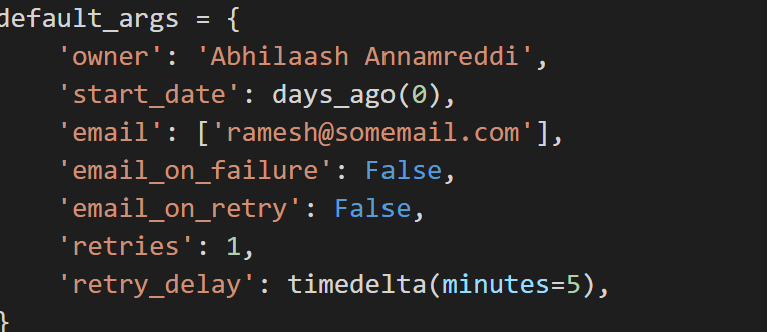 default_args = {
    'owner': 'Abhilaash Annamreddi',
    'start_date': days_ago(0),
    'email': ['ramesh@somemail.com'],
    'email_on_failure': False,
    'email_on_retry': False,
    'retries': 1,
    'retry_delay': timedelta(minutes=5),
}